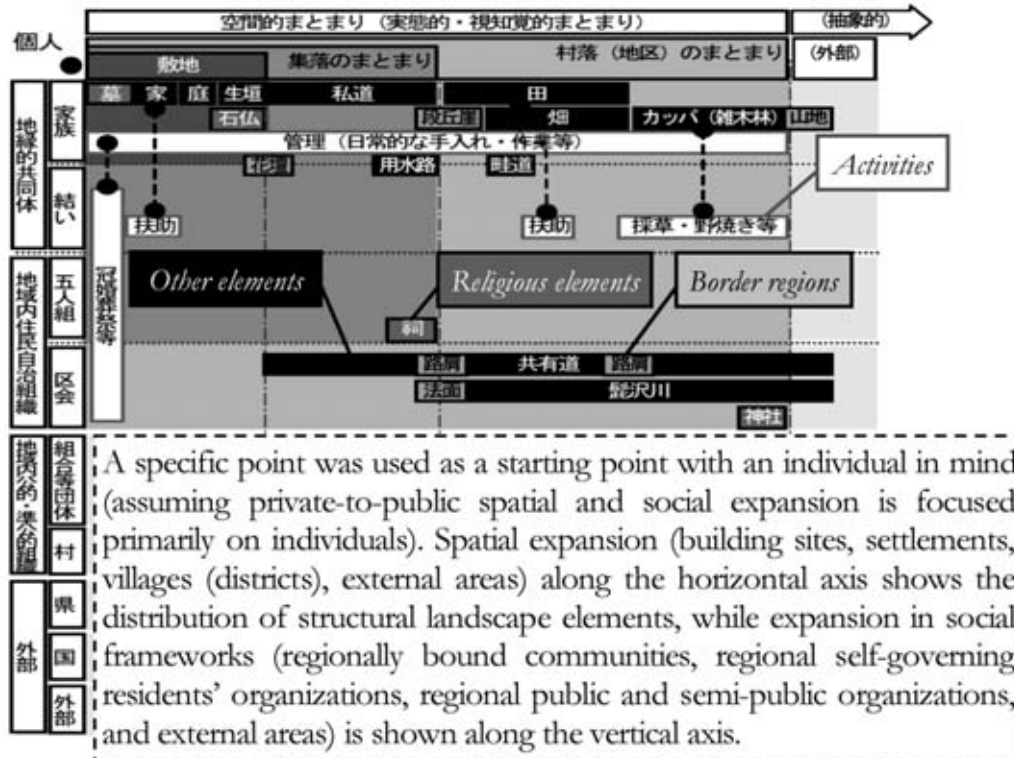 空間的まとまり（実態的・視知覚的まとまり）
（抽象的）
個人
敷地
集落のまとまり
村落（地区）のまとまり
（外部）
地縁的共同体
家族
墓 家 庭 生垣 私道 田
石仏 段丘崖 畑 カッパ（雑木林） 山地
管理（日常的な手入れ・作業等）
花壇 用水路 畦道
Activities
結い
扶助 扶助 採草・野焼き等
冠婚葬祭等
Other elements
Religious elements
Border regions
地域内住民自治組織
五人組
祠
区会
路肩 共有道 路肩
法面 髭沢川
神社
地域内公的・準公的組織
組合等団体
村
外部
県
国
外部
A specific point was used as a starting point with an individual in mind
(assuming private-to-public spatial and social expansion is focused
primarily on individuals). Spatial expansion (building sites, settlements,
villages (districts), external areas) along the horizontal axis shows the
distribution of structural landscape elements, while expansion in social
frameworks (regionally bound communities, regional self-governing
residents' organizations, regional public and semi-public organizations,
and external areas) is shown along the vertical axis.